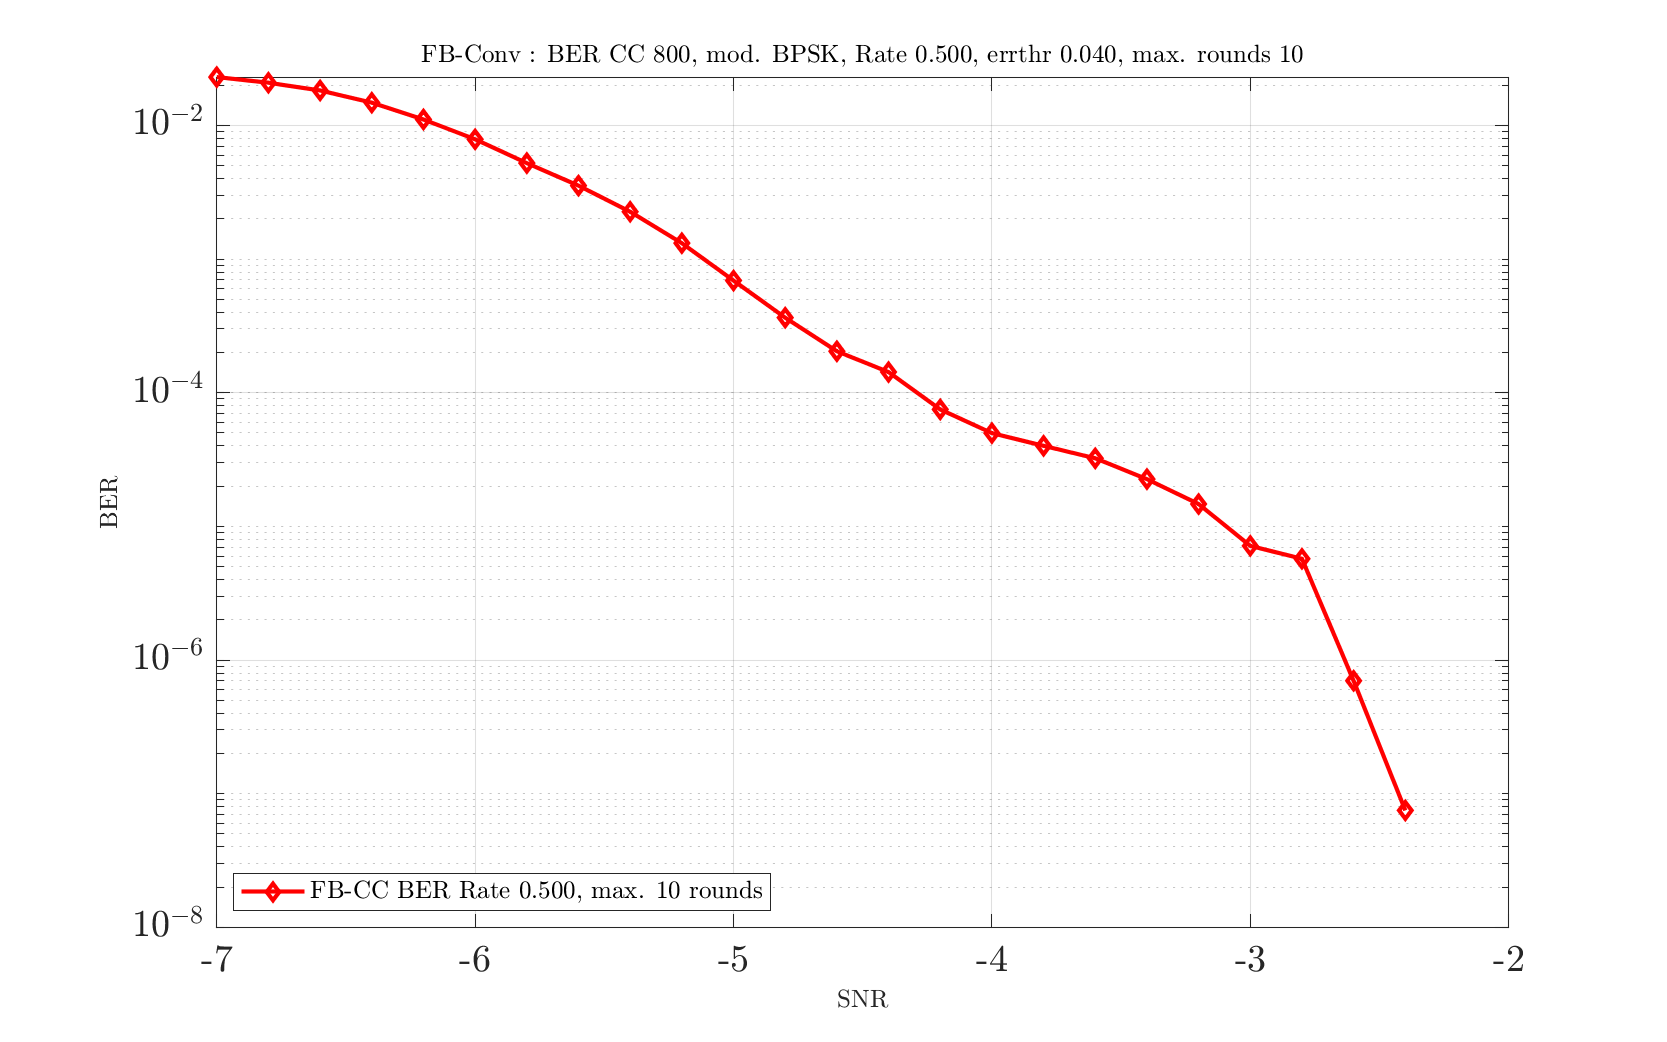 FB-Conv : BER CC 800, mod. BPSK, Rate 0.500, errthr 0.040, max. rounds 10
10^{-2}
10^{-4}
10^{-6}
10^{-8}
BER
FB-CC BER Rate 0.500, max. 10 rounds
-7 -6 -5 -4 -3 -2
SNR